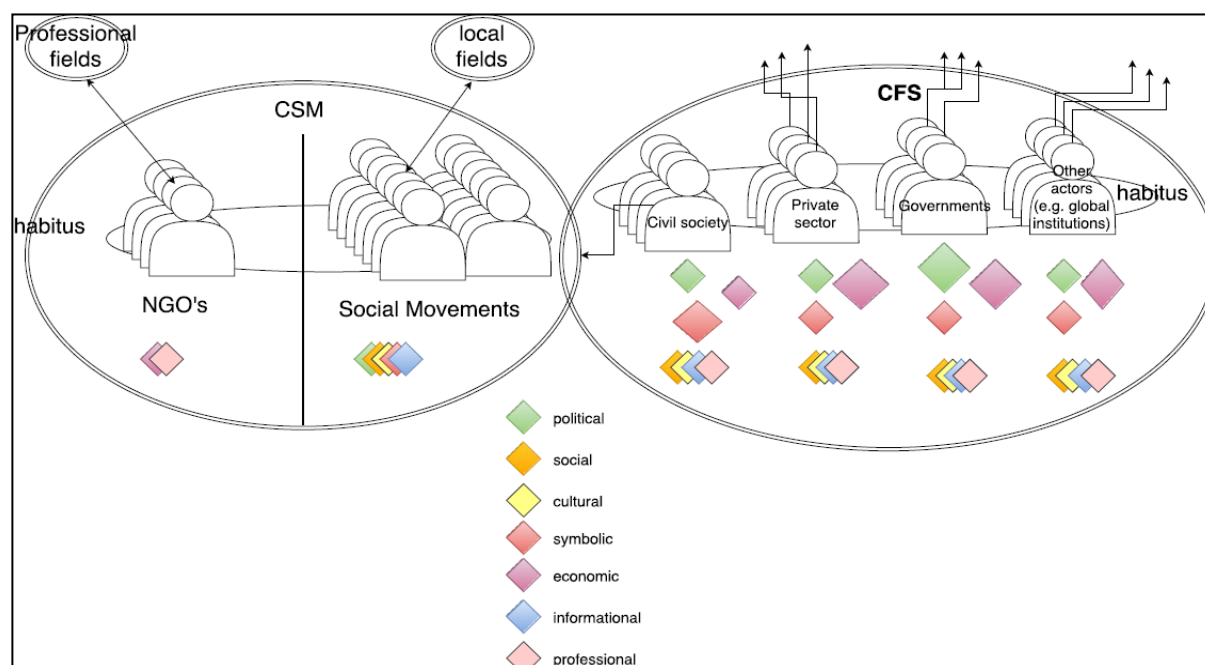 Professional
fields
local
fields
CSM
CFS
habitus
habitus
Civil society
Private
sector
Governments
Other
actors
(e.g. global
institutions)
NGO's
Social Movements
political
social
cultural
symbolic
economic
informational
professional